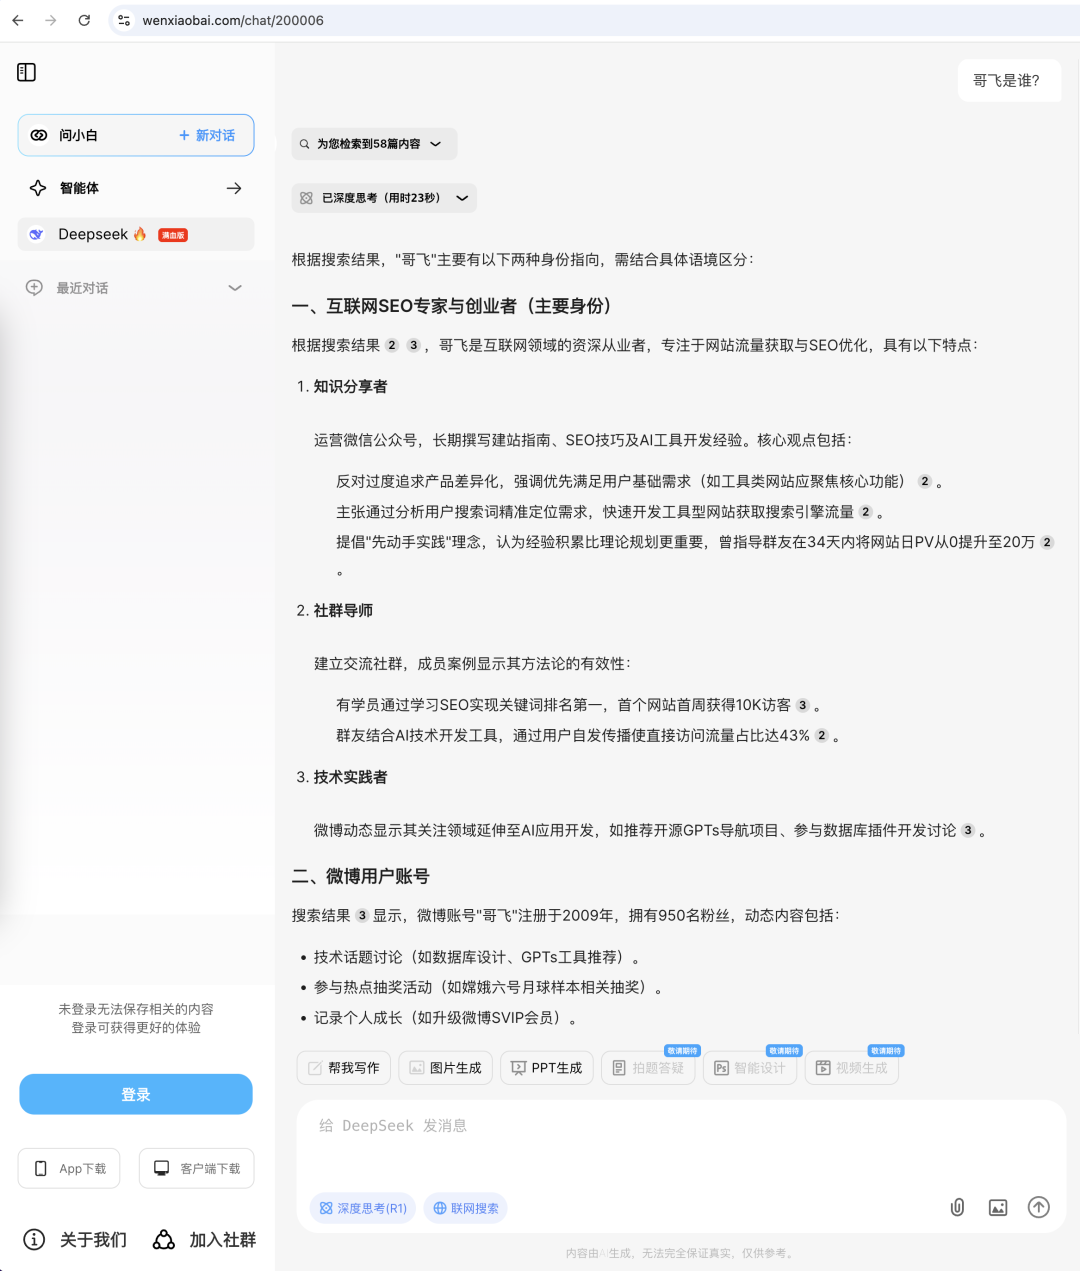 wenxiaobai.com/chat/200006
哥飞是谁?
问小白
+ 新对话
为您检索到58篇内容
智能体
已深度思考（用时23秒）
Deepseek
满血版
最近对话
根据搜索结果，"哥飞"主要有以下两种身份指向，需结合具体语境区分：
一、互联网SEO专家与创业者（主要身份）
根据搜索结果 2 3 ，哥飞是互联网领域的资深从业者，专注于网站流量获取与SEO优化，具有以下特点：
1. 知识分享者
运营微信公众号，长期撰写建站指南、SEO技巧及AI工具开发经验。核心观点包括：
反对过度追求产品差异化，强调优先满足用户基础需求（如工具类网站应聚焦核心功能） 2 。
主张通过分析用户搜索词精准定位需求，快速开发工具型网站获取搜索引擎流量 2 。
提倡"先动手实践"理念，认为经验积累比理论规划更重要，曾指导群友在34天内将网站日PV从0提升至20万 2
。
2. 社群导师
建立交流社群，成员案例显示其方法论的有效性：
有学员通过学习SEO实现关键词排名第一，首个网站首周获得10K访客 3 。
群友结合AI技术开发工具，通过用户自发传播使直接访问流量占比达43% 2 。
3. 技术实践者
微博动态显示其关注领域延伸至AI应用开发，如推荐开源GPTs导航项目、参与数据库插件开发讨论 3 。
二、微博用户账号
搜索结果 3 显示，微博账号"哥飞"注册于2009年，拥有950名粉丝，动态内容包括：
• 技术话题讨论（如数据库设计、GPTs工具推荐）。
• 参与热点抽奖活动（如嫦娥六号月球样本相关抽奖）。
• 记录个人成长（如升级微博SVIP会员）。
未登录无法保存相关的内容
登录可获得更好的体验
敬请期待
敬请期待
敬请期待
帮我写作
图片生成
PPT生成
拍题答疑
Ps 智能设计
视频生成
登录
给 DeepSeek 发消息
App下载
客户端下载
深度思考(R1)
联网搜索
关于我们
加入社群
内容由AI生成，无法完全保证真实，仅供参考。